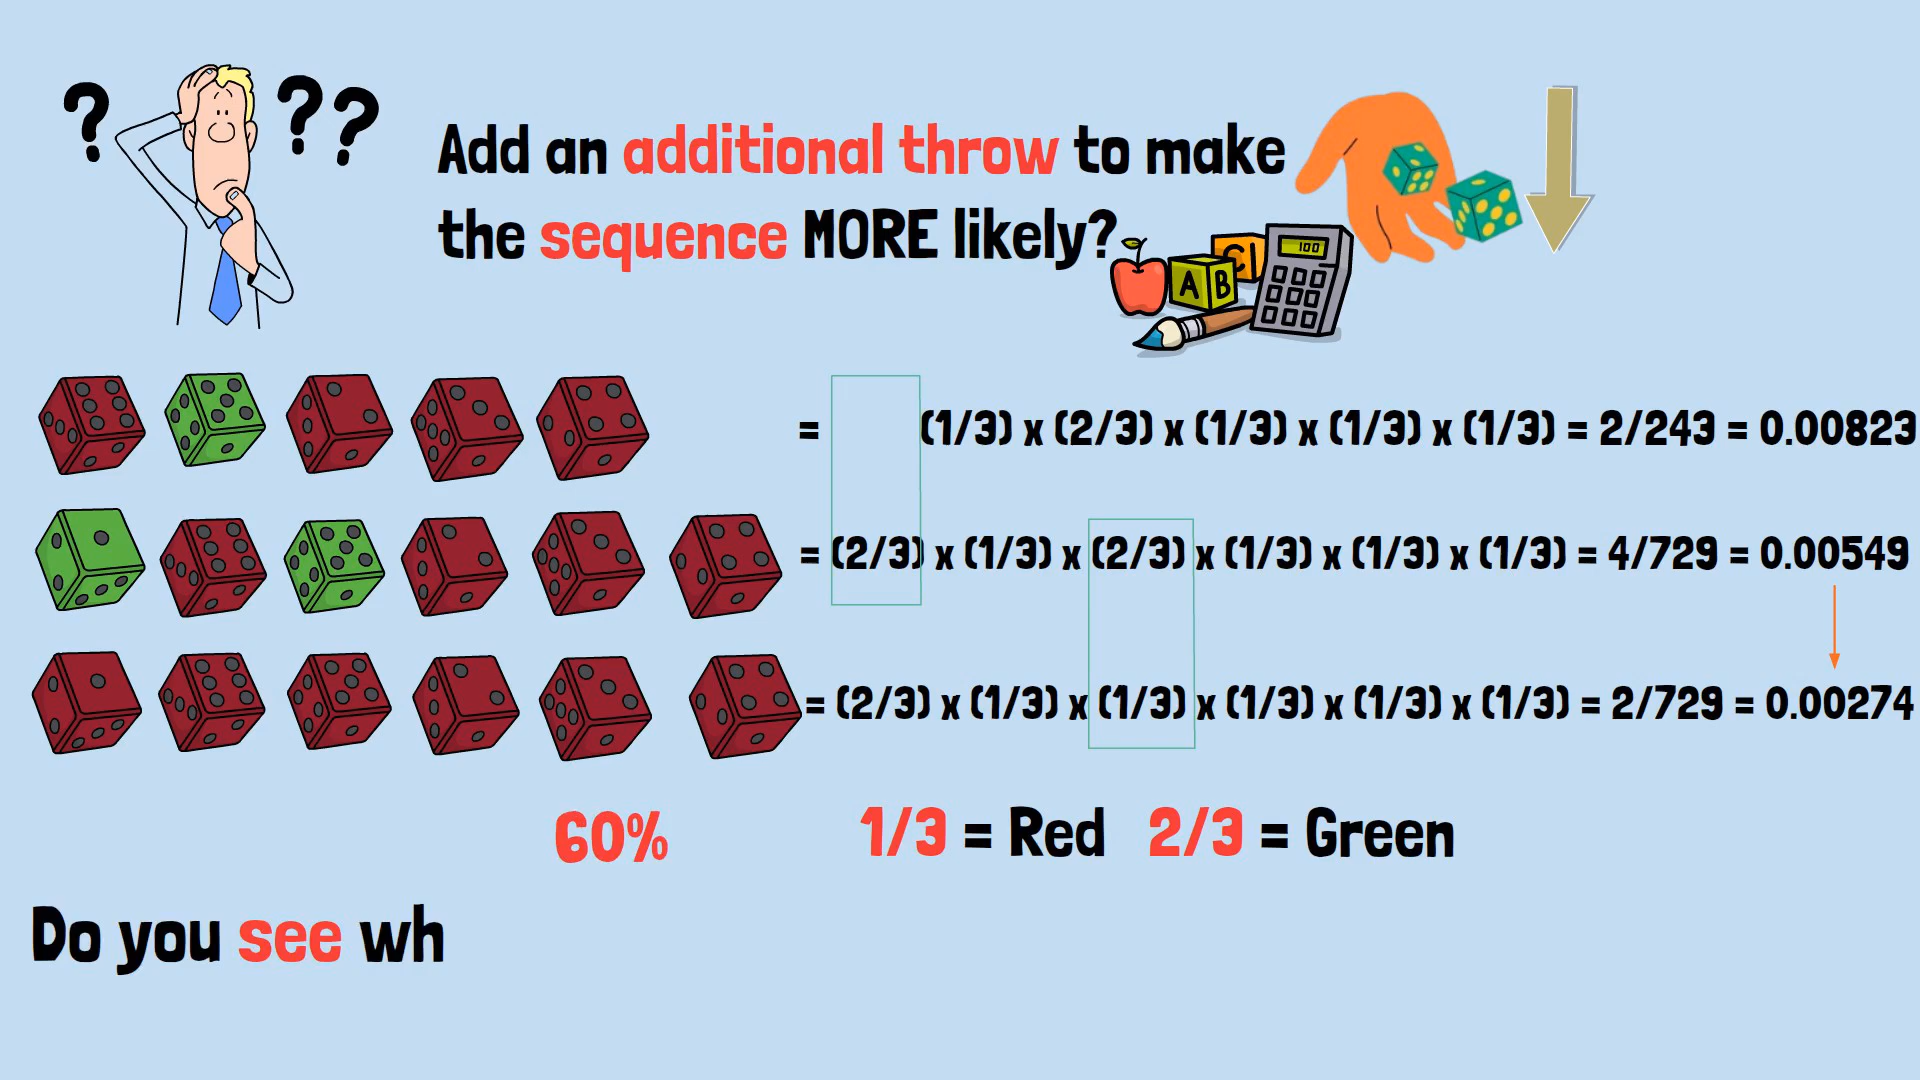 ? ? ?
Add an additional throw to make
the sequence MORE likely?
100
C
A B
= (1/3) x (2/3) x (1/3) x (1/3) x (1/3) = 2/243 = 0.00823
= (2/3) x (1/3) x (2/3) x (1/3) x (1/3) x (1/3) = 4/729 = 0.00549
= (2/3) x (1/3) x (1/3) x (1/3) x (1/3) x (1/3) = 2/729 = 0.00274
60% 1/3 = Red 2/3 = Green
Do you see wh